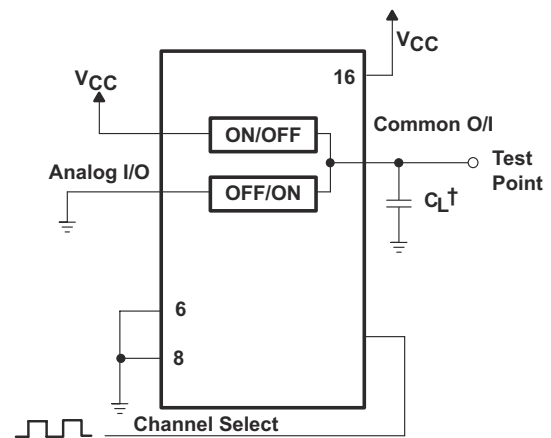 VCC
16
VCC
ON/OFF
Common O/I
Analog I/O
OFF/ON
Test
Point
CL†
6
8
Channel Select